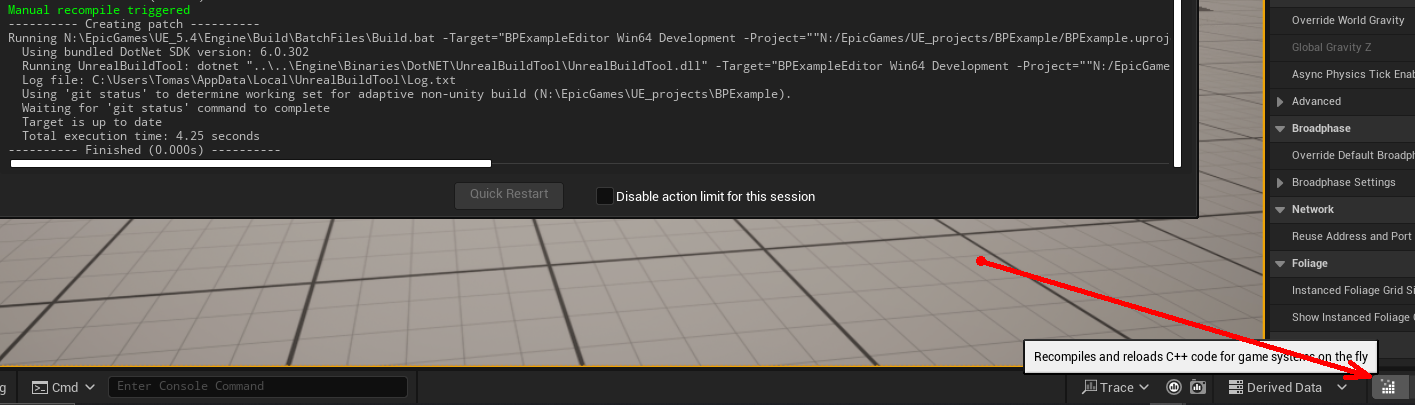 Manual recompile triggered
---------- Creating patch ----------
Running N:\EpicGames\UE_5.4\Engine\Build\BatchFiles\Build.bat -Target="BPExampleEditor Win64 Development -Project=""N:/EpicGames/UE_projects/BPExample/BPExample.uproj
Using bundled DotNet SDK version: 6.0.302
Running UnrealBuildTool: dotnet "..\..\Engine\Binaries\DotNET\UnrealBuildTool\UnrealBuildTool.dll" -Target="BPExampleEditor Win64 Development -Project=""N:/EpicGame
Log file: C:\Users\Tomas\AppData\Local\UnrealBuildTool\Log.txt
Using 'git status' to determine working set for adaptive non-unity build (N:\EpicGames\UE_projects\BPExample).
Waiting for 'git status' command to complete
Target is up to date
Total execution time: 4.25 seconds
---------- Finished (0.000s) ----------
Quick Restart
Disable action limit for this session
Override World Gravity
Global Gravity Z
Async Physics Tick Enab
Advanced
Broadphase
Override Default Broadph
Broadphase Settings
Network
Reuse Address and Port
Foliage
Instanced Foliage Grid Si
Show Instanced Foliage
Recompiles and reloads C++ code for game systems on the fly
g
Cmd
Enter Console Command
Trace
Derived Data